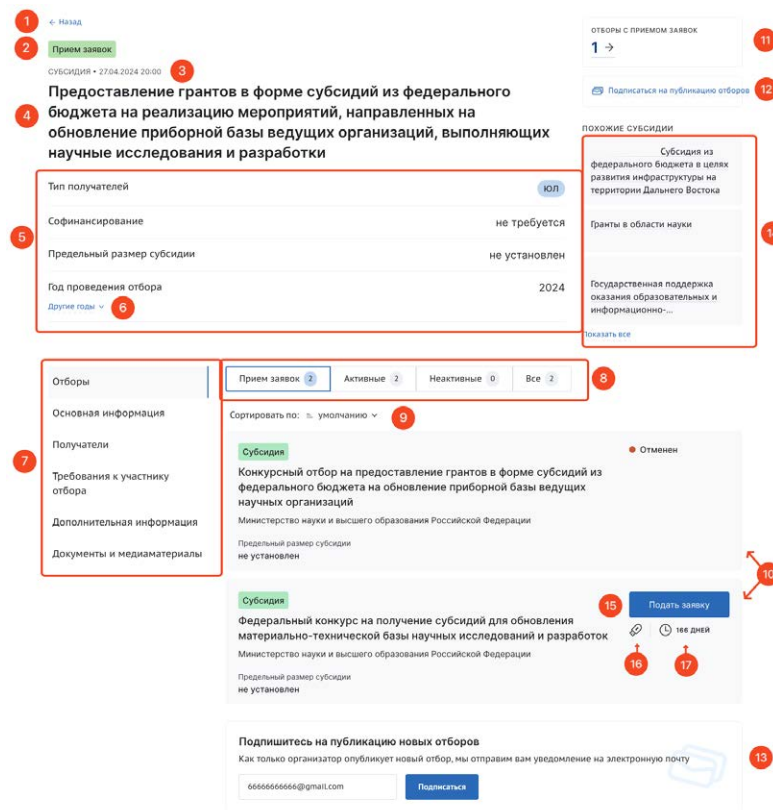 1
← Назад
2
Прием заявок
СУБСИДИЯ • 27.04.2024 20:00
3
4
Предоставление грантов в форме субсидий из федерального
бюджета на реализацию мероприятий, направленных на
обновление приборной базы ведущих организаций, выполняющих
научные исследования и разработки
5
Тип получателей
ЮЛ
Софинансирование
не требуется
Предельный размер субсидии
не установлен
Год проведения отбора
2024
Другие годы
6
ОТБОРЫ С ПРИЕМОМ ЗАЯВОК
1 →
11
Подписаться на публикацию отборов
12
ПОХОЖИЕ СУБСИДИИ
Субсидия из
федерального бюджета в целях
развития инфраструктуры на
территории Дальнего Востока
Гранты в области науки
Государственная поддержка
оказания образовательных и
информационно-...
Показать все
7
Отборы
Основная информация
Получатели
Требования к участнику
отбора
Дополнительная информация
Документы и медиаматериалы
Прием заявок 2
Активные 2
Неактивные 0
Все 2
8
Сортировать по: умолчанию
9
Субсидия
Отменен
Конкурсный отбор на предоставление грантов в форме субсидий из
федерального бюджета на обновление приборной базы ведущих
научных организаций
Министерство науки и высшего образования Российской Федерации
Предельный размер субсидии
не установлен
10
Субсидия
15
Подать заявку
Федеральный конкурс на получение субсидий для обновления
материально-технической базы научных исследований и разработок
166 ДНЕЙ
16
17
Министерство науки и высшего образования Российской Федерации
Предельный размер субсидии
не установлен
Подпишитесь на публикацию новых отборов
Как только организатор опубликует новый отбор, мы отправим вам уведомление на электронную почту
13
66666666666@gmail.com
Подписаться